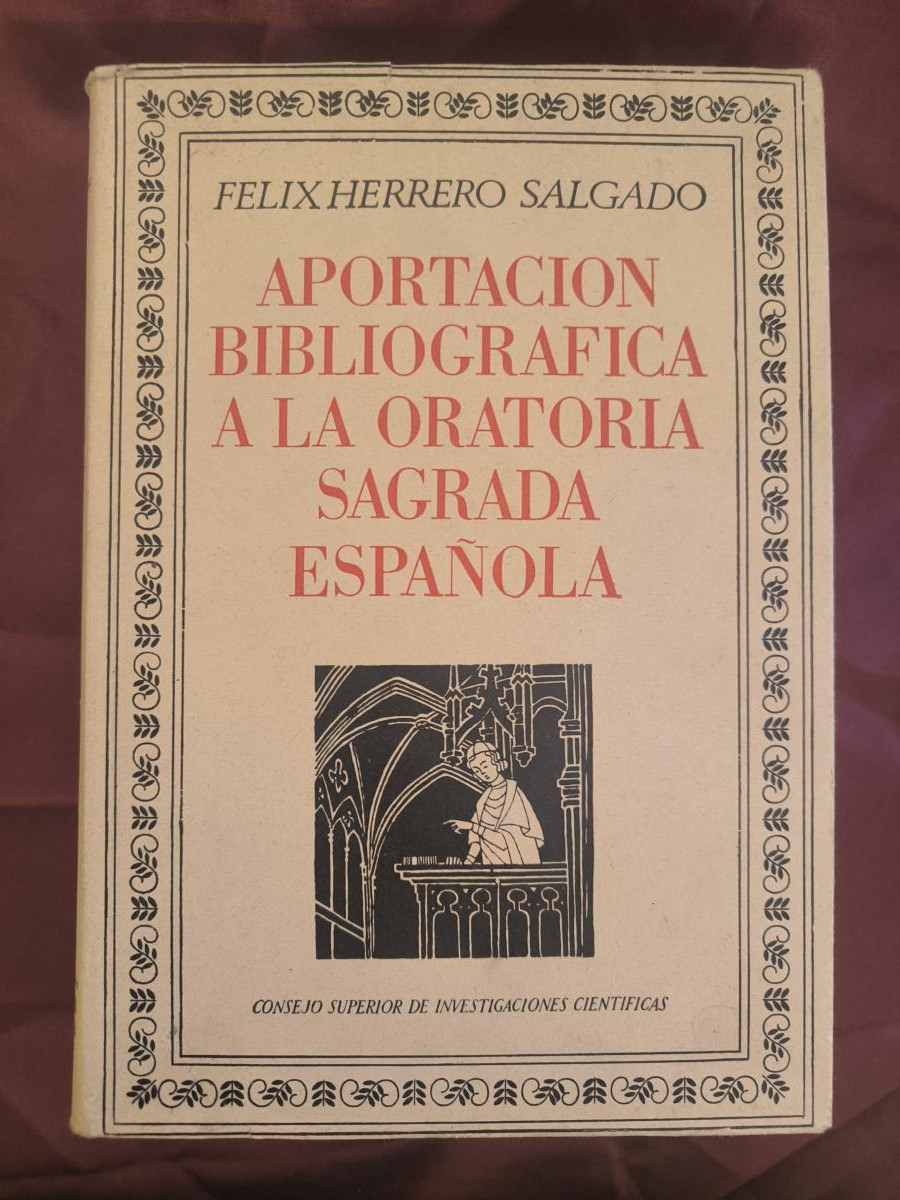 FELIX HERRERO SALGADO
APORTACION
BIBLIOGRAFICA
A LA ORATORIA
SAGRADA
ESPAÑOLA
CONSEJO SUPERIOR DE INVESTIGACIONES CIENTIFICAS